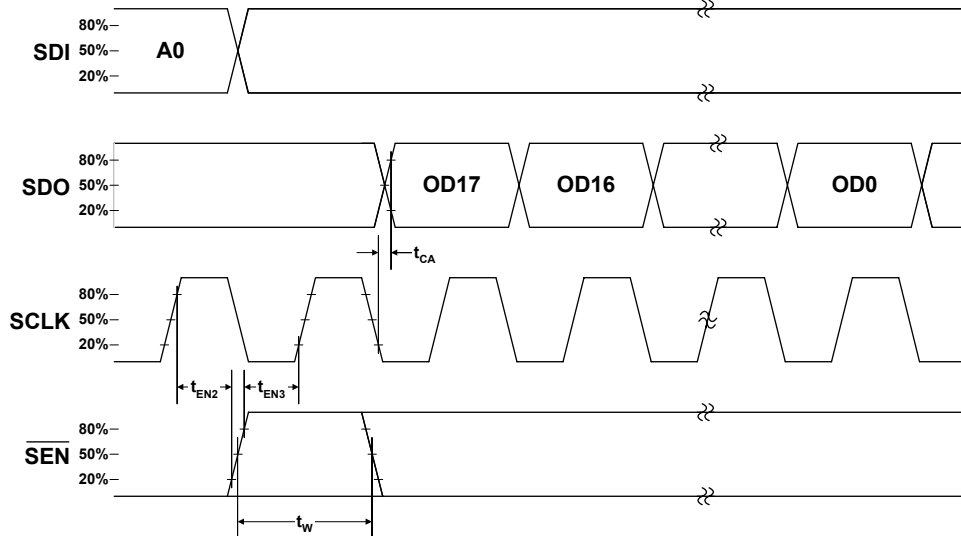 SDI
80%
50%
20%
A0
SDO
80%
50%
20%
OD17
OD16
OD0
tCA
SCLK
80%
50%
20%
tEN2
tEN3
SEN
80%
50%
20%
tW